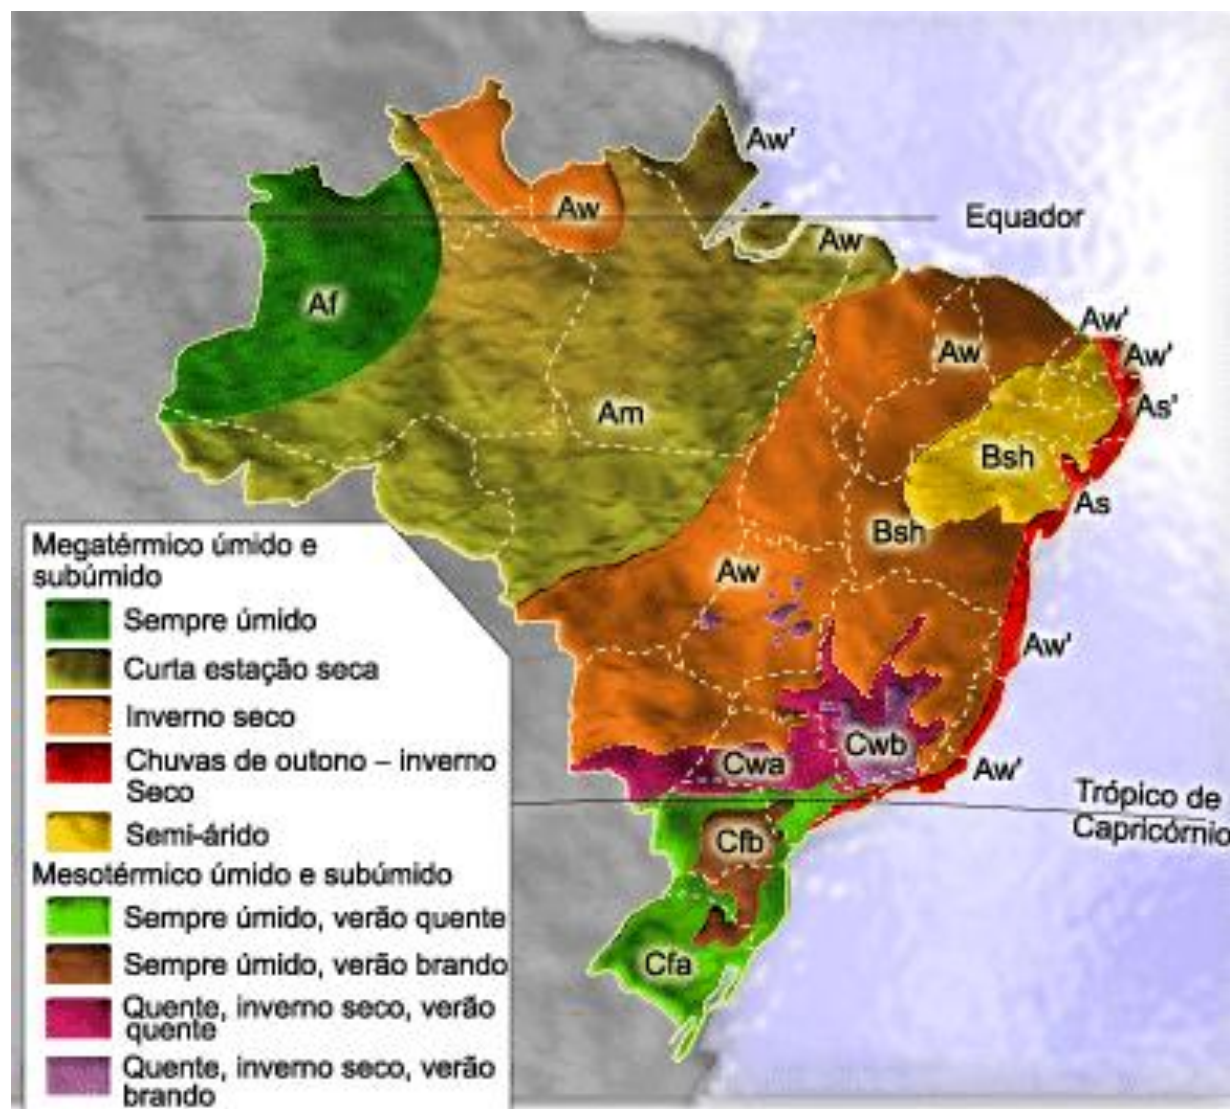 Aw'
Aw
Equador
Aw
Af
Aw'
Aw
Aw'
Am
As'
Bsh
As
Bsh
Aw
Aw'
Cwb
Cwa
Aw'
Trópico de
Capricórnio
Cfb
Cfa
Megatérmico úmido e
subúmido
Sempre úmido
Curta estação seca
Inverno seco
Chuvas de outono – inverno
Seco
Semi-árido
Mesotérmico úmido e subúmido
Sempre úmido, verão quente
Sempre úmido, verão brando
Quente, inverno seco, verão
quente
Quente, inverno seco, verão
brando